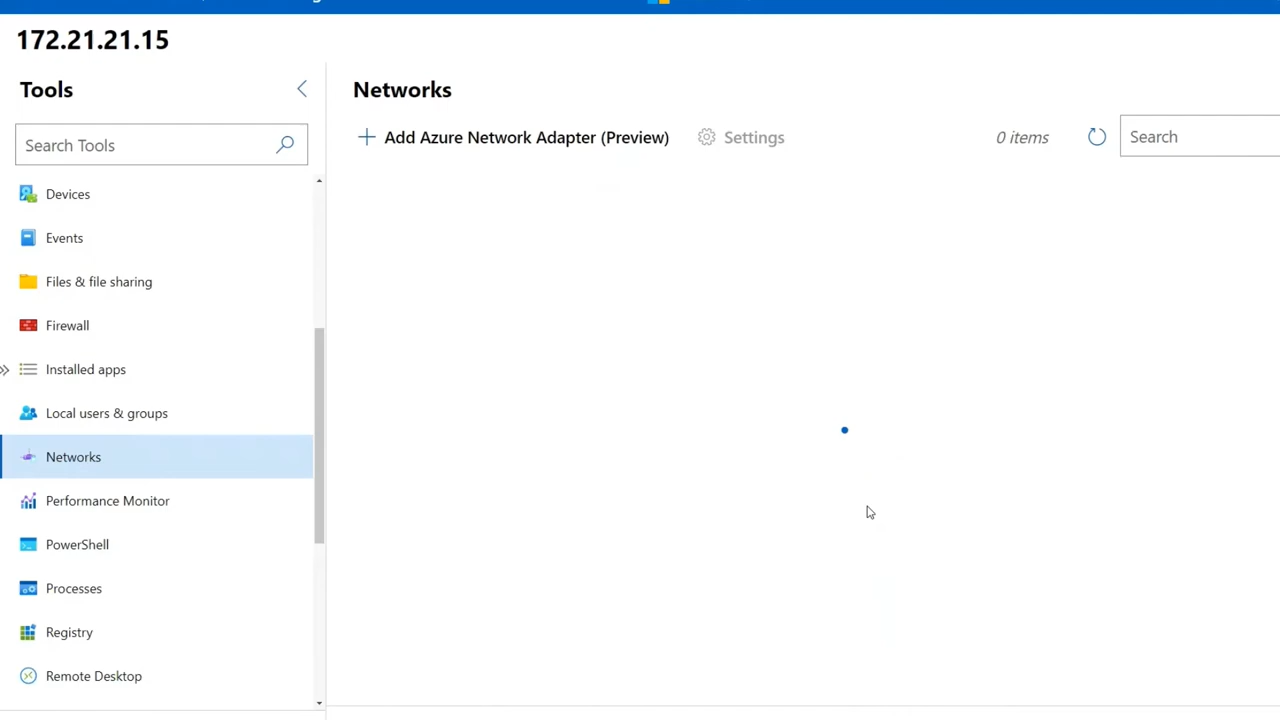 172.21.21.15
Tools
Search Tools
Devices
Events
Files & file sharing
Firewall
Installed apps
Local users & groups
Networks
Performance Monitor
PowerShell
Processes
Registry
Remote Desktop
Networks
Add Azure Network Adapter (Preview)
Settings
0 items
Search